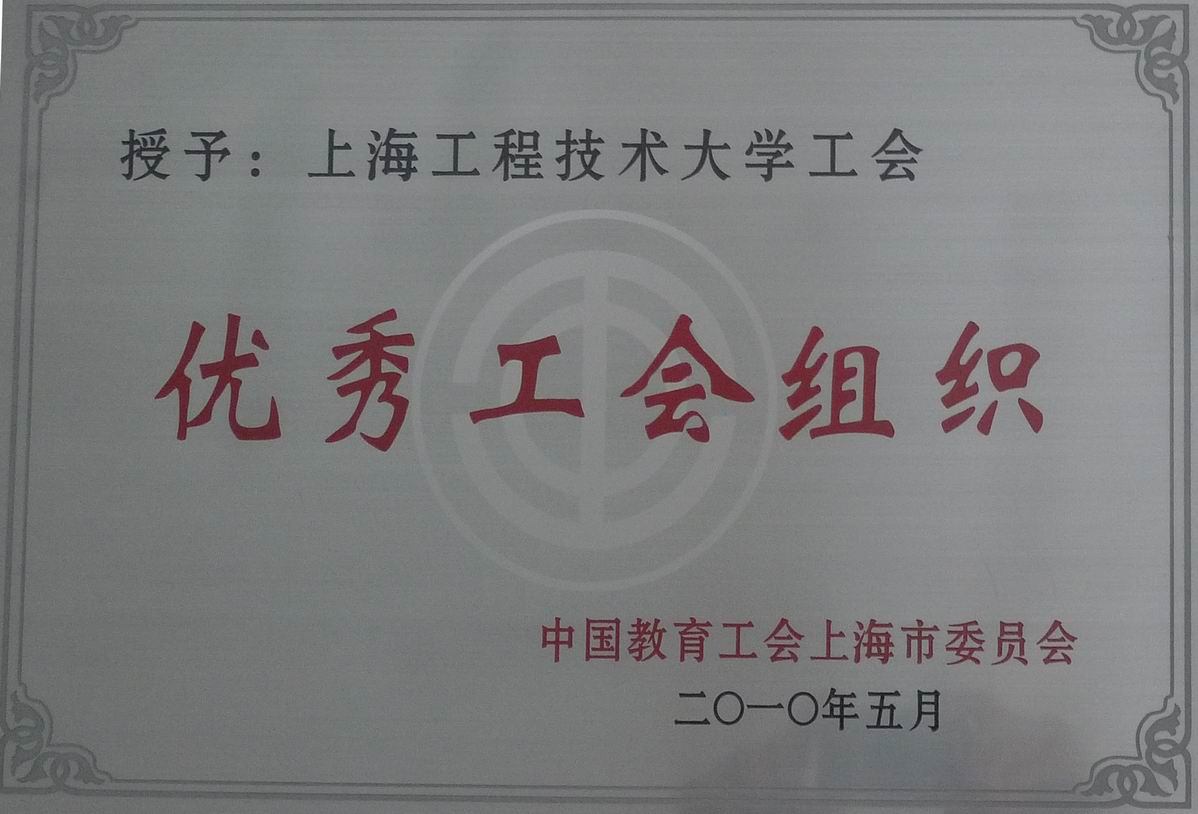 授予：上海工程技术大学工会
优秀工会组织
中国教育工会上海市委员会
二〇一〇年五月